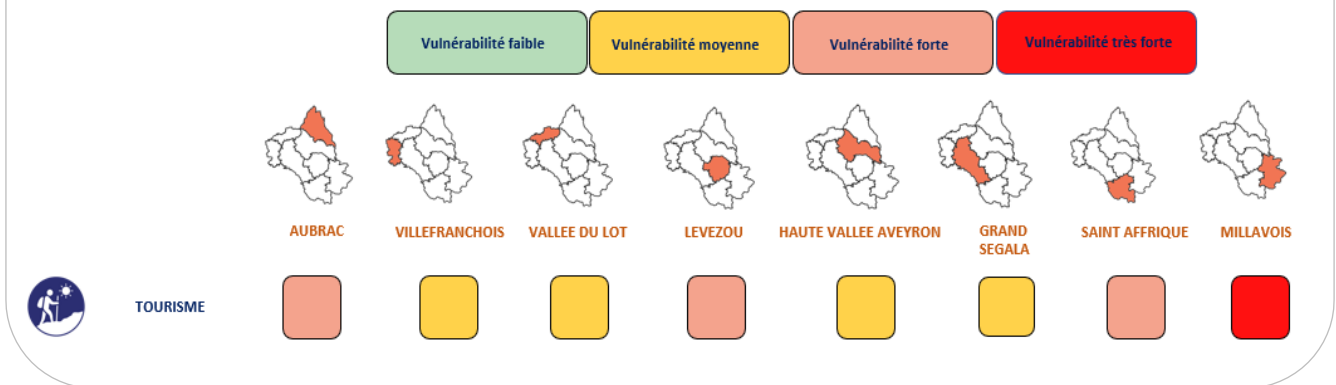 Vulnérabilité faible
Vulnérabilité moyenne
Vulnérabilité forte
Vulnérabilité très forte
AUBRAC
VILLEFRANCHOIS
VALLEE DU LOT
LEVEZOU
HAUTE VALLEE AVEYRON
GRAND
SEGALA
SAINT AFFRIQUE
MILLAVOIS
TOURISME